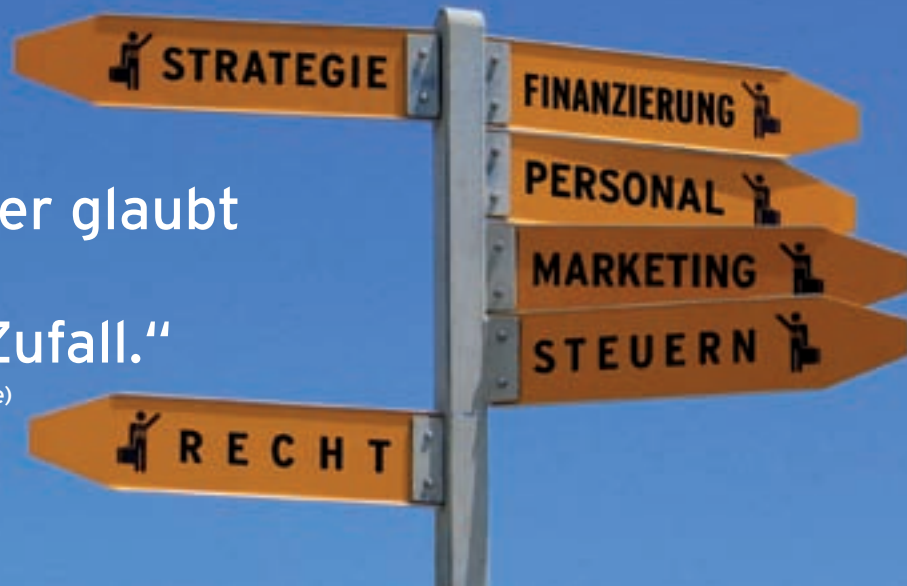 STRATEGIE
FINANZIERUNG
PERSONAL
er glaubt
MARKETING
Zufall.“
STEUERN
e)
RECHT